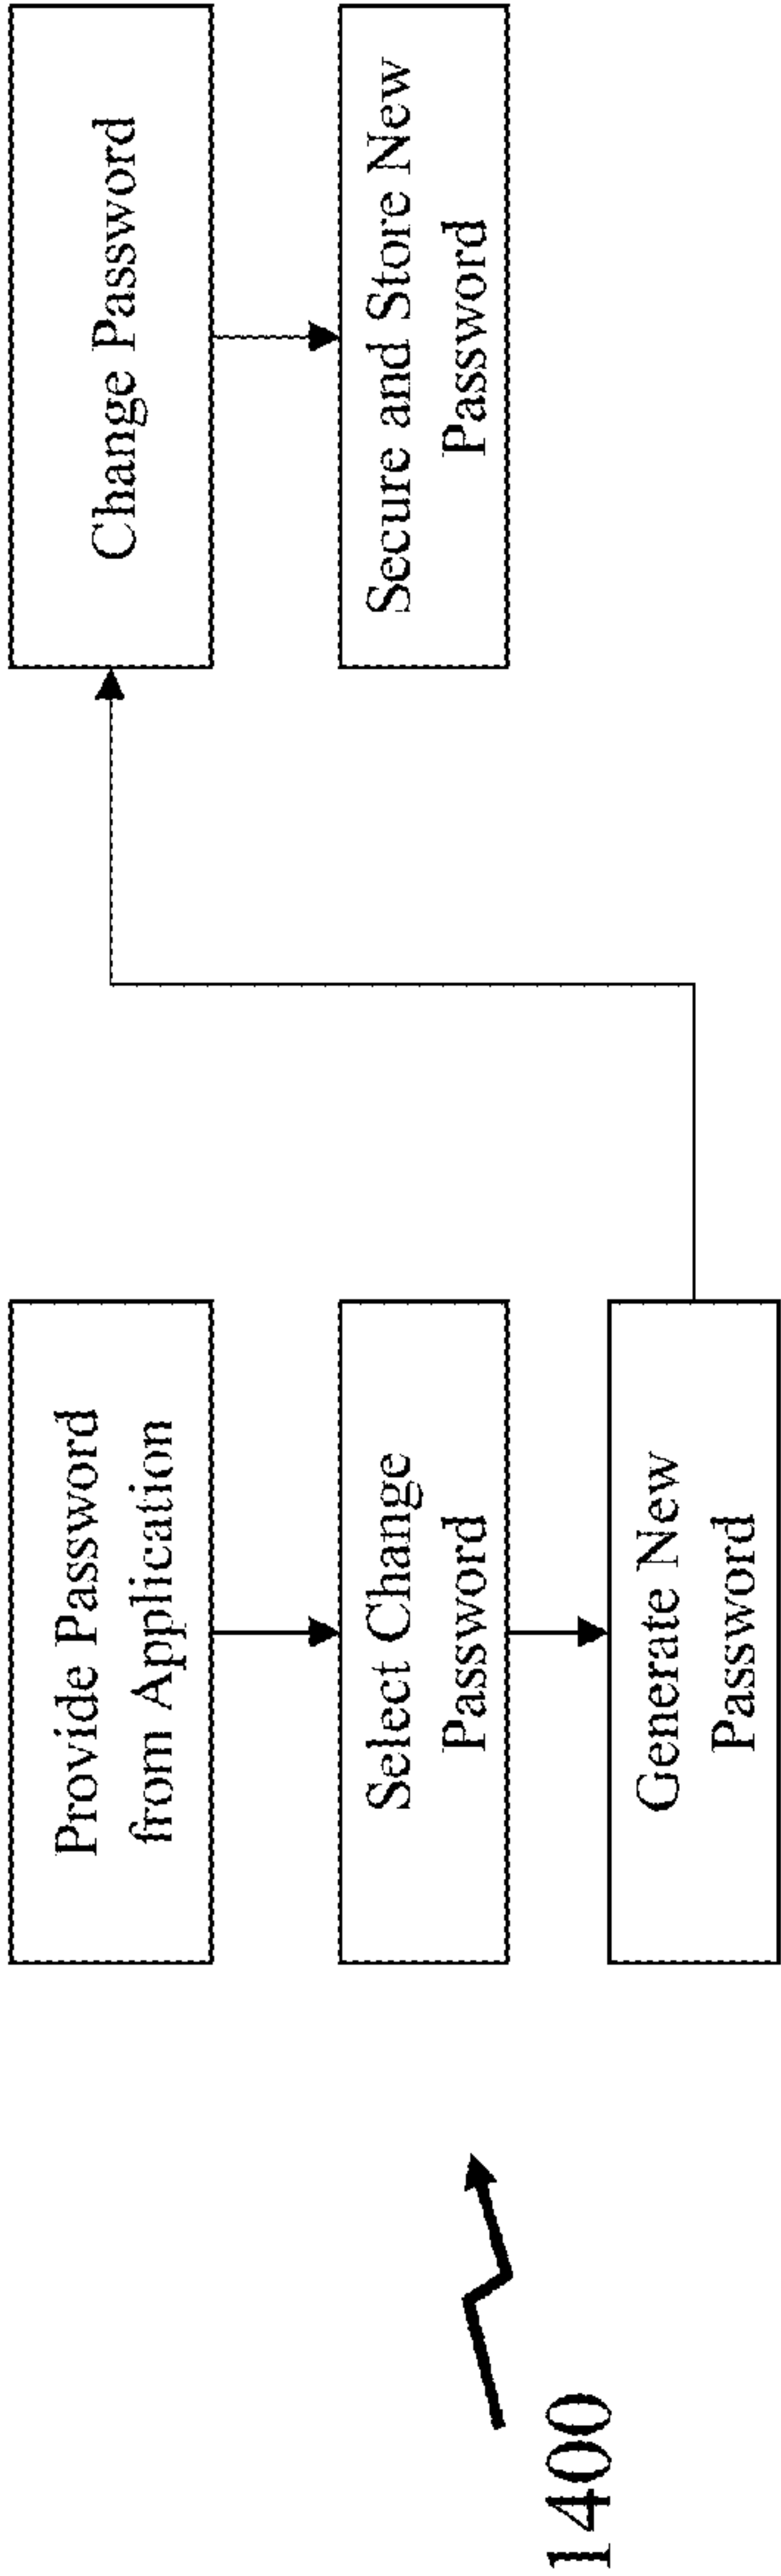 Provide Password
from Application
Select Change
Password
Generate New
Password
Change Password
Secure and Store New
Password
1400